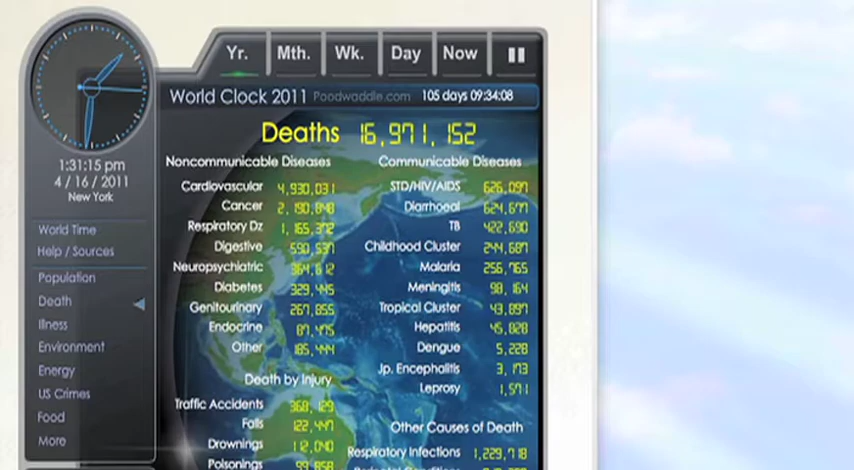 Yr. Mth. Wk. Day Now
World Clock 2011 Poodwaddle.com 105 days 09:34:08
Deaths 16,971,152
1:31:15 pm
4 / 16 / 2011
New York
World Time
Help / Sources
Population
Death
Illness
Environment
Energy
US Crimes
Food
More
Noncommunicable Diseases
Cardiovascular 4,930,031
Cancer 2,190,848
Respiratory Dz 1,165,372
Digestive 590,537
Neuropsychiatric 364,612
Diabetes 329,445
Genitourinary 267,855
Endocrine 87,475
Other 185,444
Death by Injury
Traffic Accidents 368,129
Falls 122,447
Drownings 112,040
Poisonings 99,858
Communicable Diseases
STD/HIV/AIDS 626,097
Diarrhoeal 624,677
TB 422,690
Childhood Cluster 244,687
Malaria 256,765
Meningitis 98,164
Tropical Cluster 43,897
Hepatitis 45,828
Dengue 5,228
Jp. Encephalitis 3,173
Leprosy 1,571
Other Causes of Death
Respiratory Infections 1,229,718